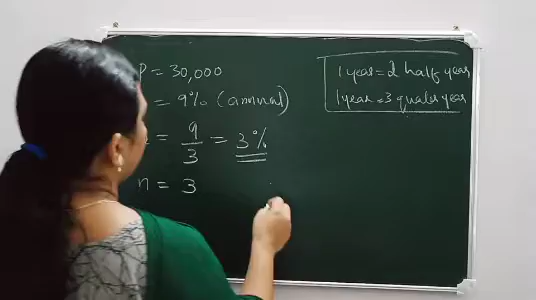 P = 30,000
= 9% (annual)
= 9/3 = 3%
n = 3
1 year = 2 half year
1 year = 3 quater year